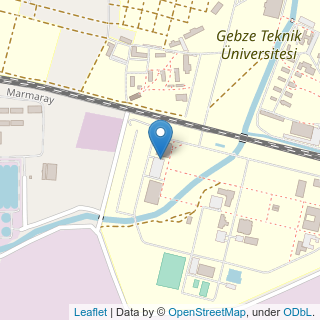 Gebze Teknik
Üniversitesi
Marmaray
Leaflet | Data by © OpenStreetMap, under ODbL.